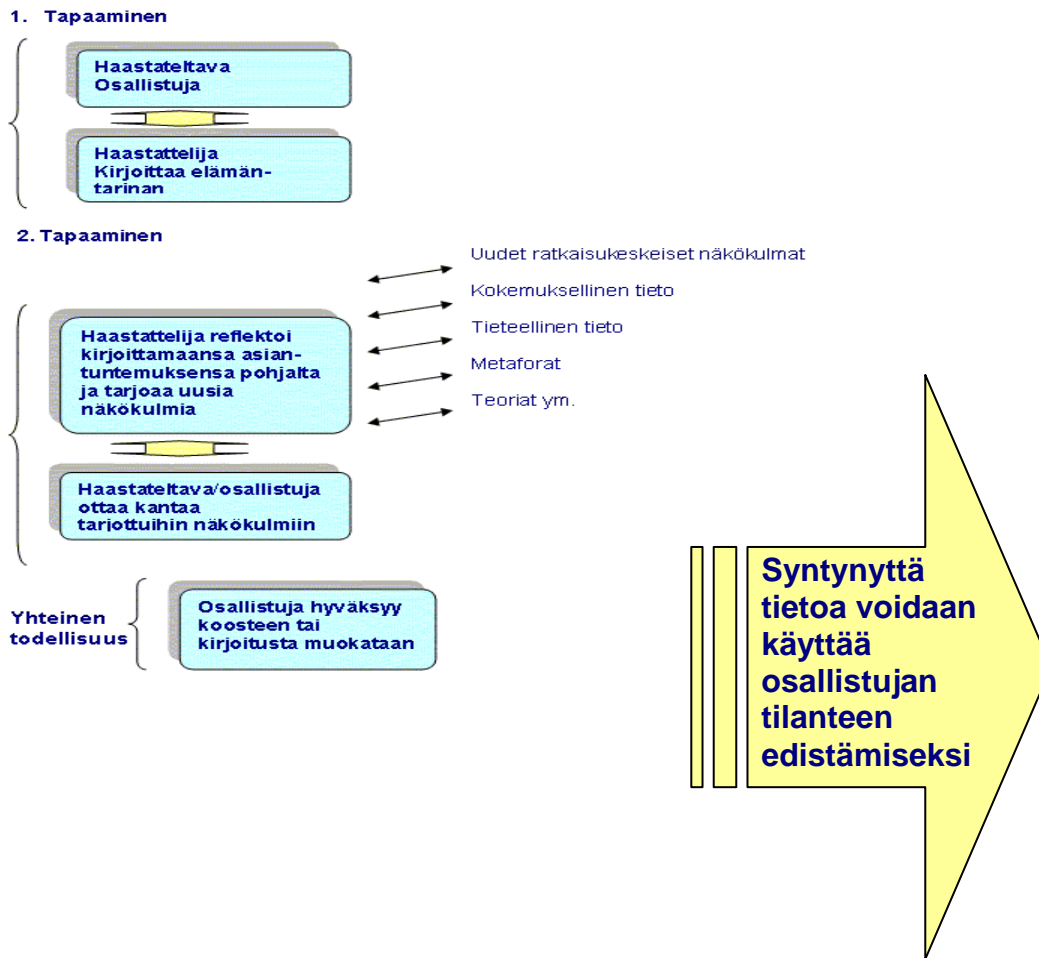 1. Tapaaminen
Haastateltava
Osallistuja
Haastattelija
Kirjoittaa elämän-
tarinan
2. Tapaaminen
Uudet ratkaisukeskeiset näkökulmat
Kokemuksellinen tieto
Tieteellinen tieto
Metaforat
Teoriat ym.
Haastattelija reflektoi
kirjoittamaansa asian-
tuntemuksensa pohjalta
ja tarjoaa uusia
näkökulmia
Haastateltava/osallistuja
ottaa kantaa
tarjottuihin näkökulmiin
Yhteinen
todellisuus
Osallistuja hyväksyy
koosteen tai
kirjoitusta muokataan
Syntynyttä
tietoa voidaan
käyttää
osallistujan
tilanteen
edistämiseksi